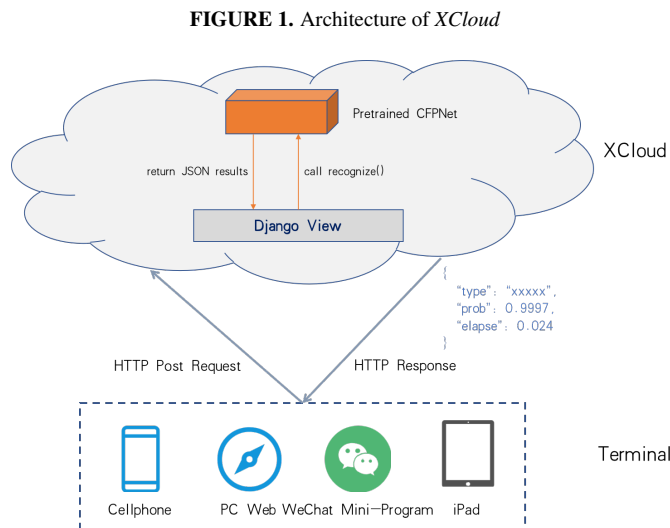 FIGURE 1. Architecture of XCloud
Pretrained CFPNet
XCloud
return JSON results
call recognize()
Django View
{
"type": "xxxxx",
"prob": 0.9997,
"elapse": 0.024
}
HTTP Post Request
HTTP Response
Terminal
Cellphone
PC Web
WeChat Mini-Program
iPad